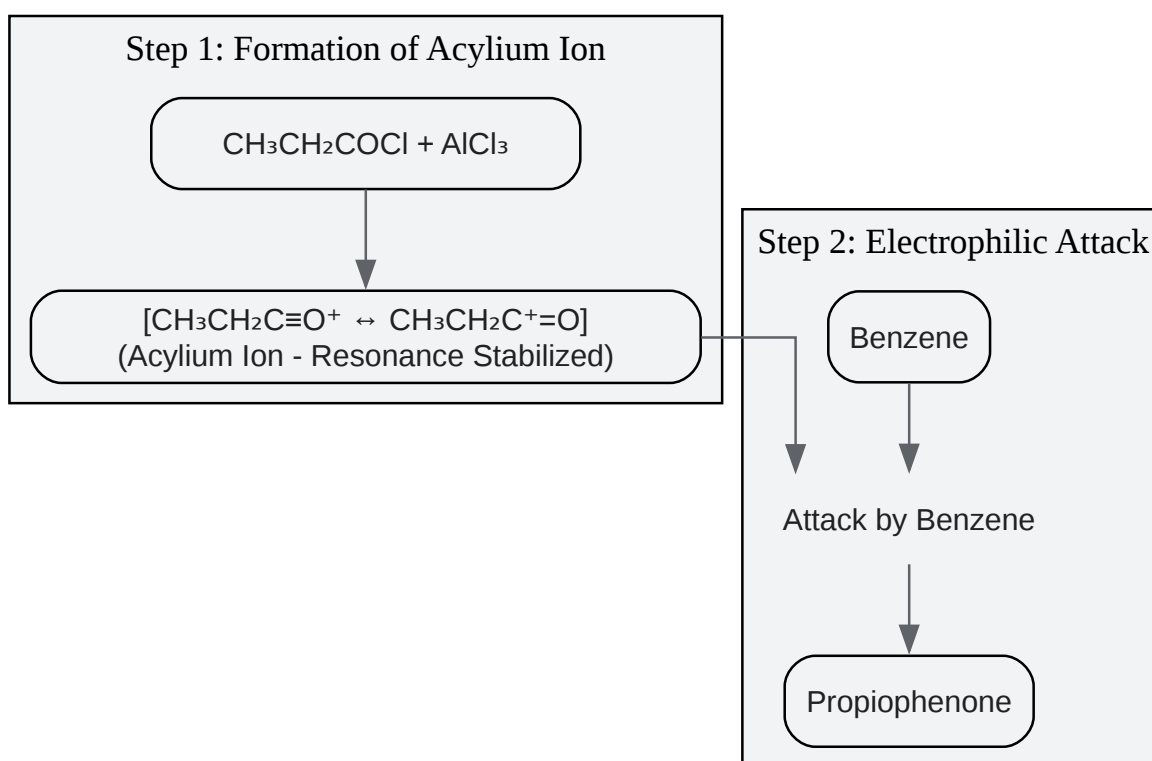 Step 1: Formation of Acylium Ion
CH₃CH₂COCl + AlCl₃
[CH₃CH₂C≡O⁺ ↔ CH₃CH₂C⁺=O]
(Acylium Ion - Resonance Stabilized)
Step 2: Electrophilic Attack
Benzene
Attack by Benzene
Propiophenone